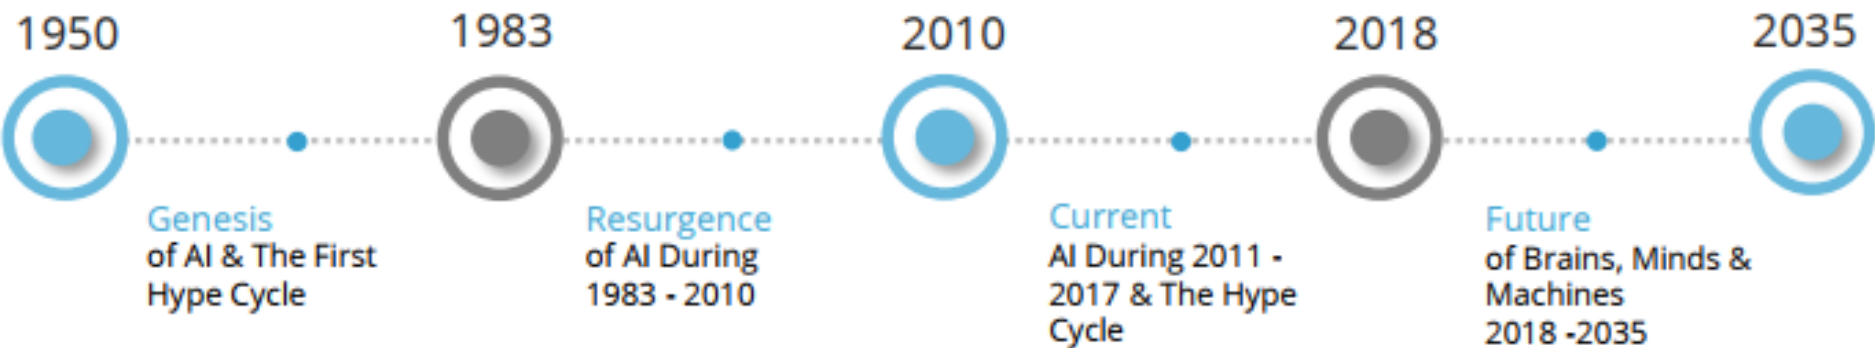 1950
1983
2010
2018
2035
Genesis
of AI & The First
Hype Cycle
Resurgence
of AI During
1983 - 2010
Current
AI During 2011 -
2017 & The Hype
Cycle
Future
of Brains, Minds &
Machines
2018 -2035